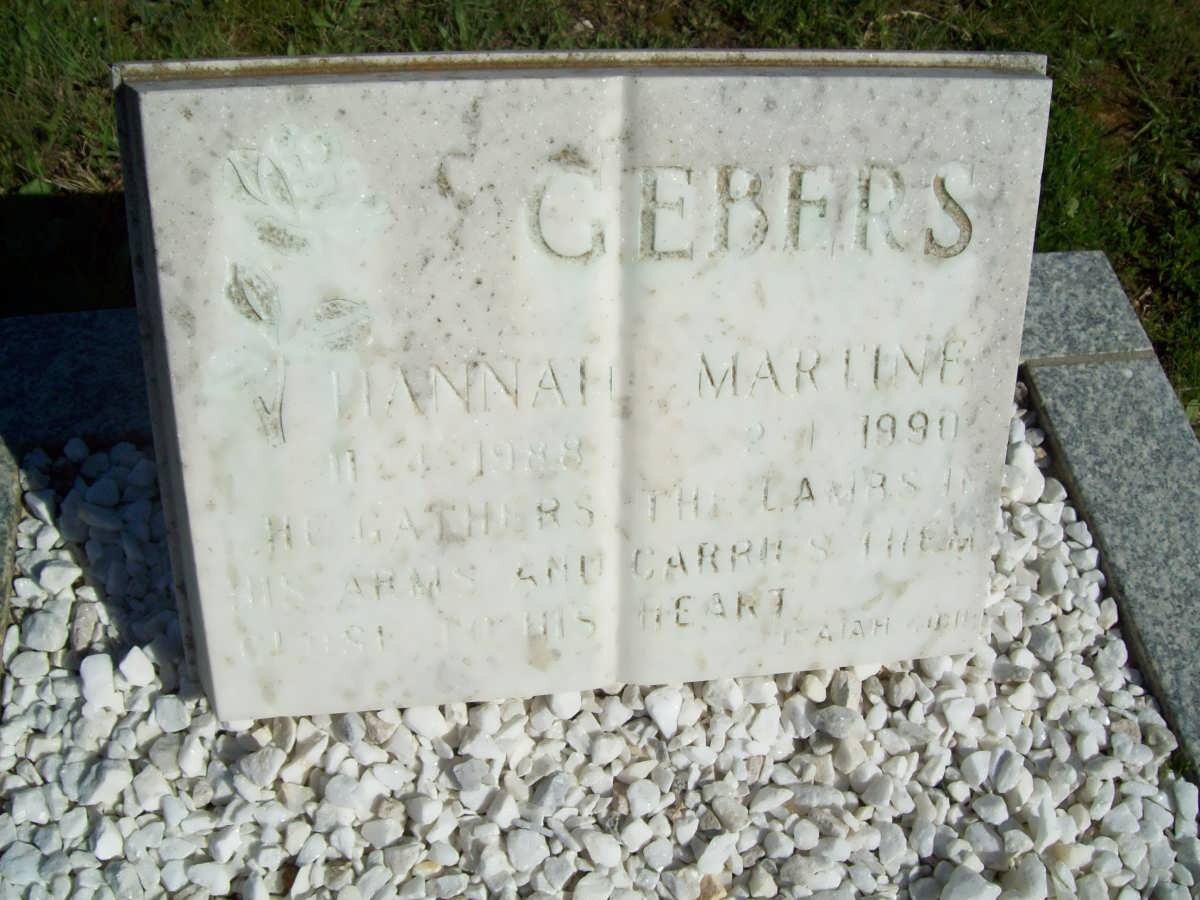 GEBERS
HANNAH MARTINE
11 4 1988 2 1 1990
HE GATHERS THE LAMBS IN
HIS ARMS AND CARRIES THEM
CLOSE TO HIS HEART
ISAIAH